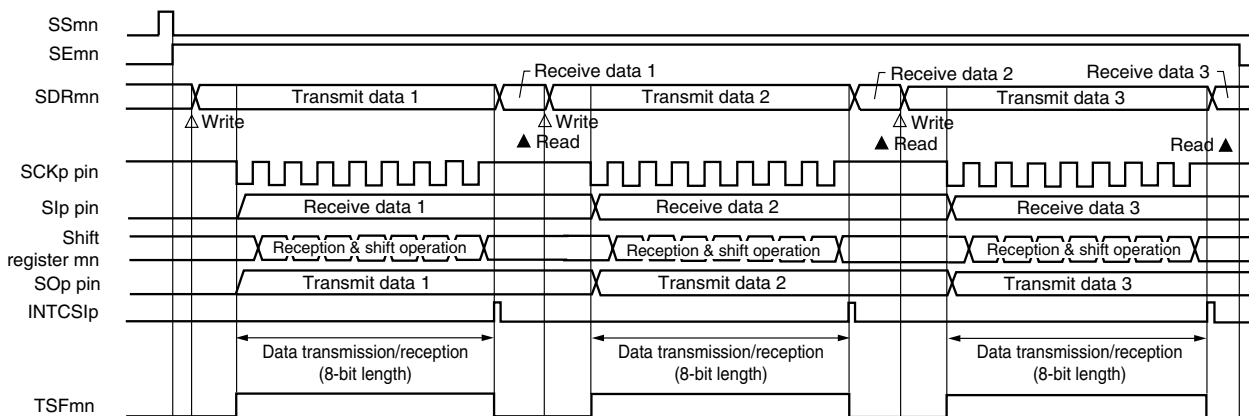 SSmn
SEmn
Receive data 1
Receive data 2
Receive data 3
SDRmn
Transmit data 1
Transmit data 2
Transmit data 3
△ Write
△ Write
△ Write
▲ Read
▲ Read
Read ▲
SCKp pin
SIp pin
Receive data 1
Receive data 2
Receive data 3
Shift
register mn
Reception & shift operation
Reception & shift operation
Reception & shift operation
SOp pin
Transmit data 1
Transmit data 2
Transmit data 3
INTCSIp
Data transmission/reception
(8-bit length)
Data transmission/reception
(8-bit length)
Data transmission/reception
(8-bit length)
TSFmn